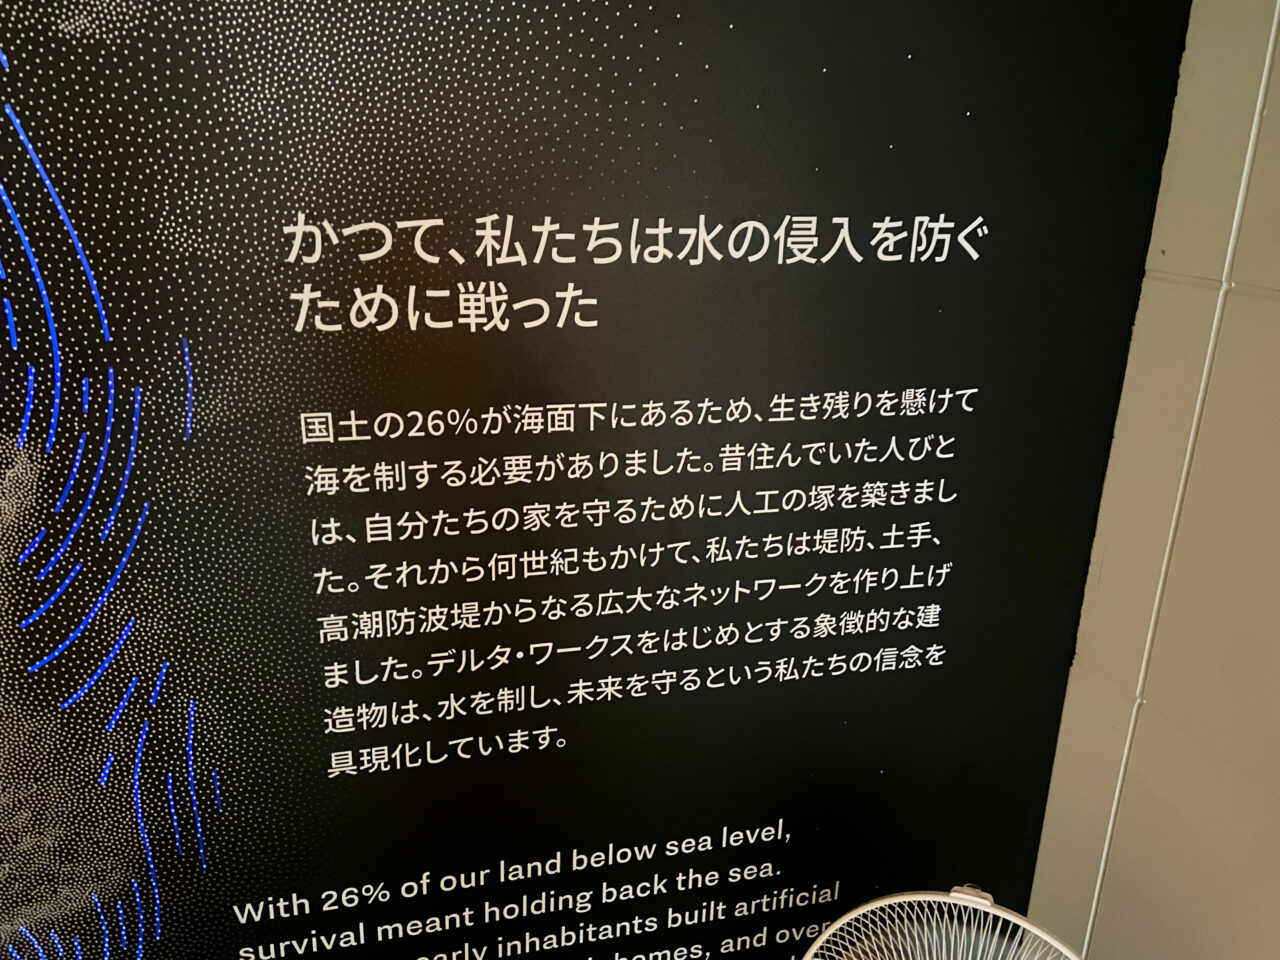 かつて、私たちは水の侵入を防ぐ
ために戦った
国土の26%が海面下にあるため、生き残りを懸けて
海を制する必要がありました。昔住んでいた人びと
は、自分たちの家を守るために人工の塚を築きまし
た。それから何世紀もかけて、私たちは堤防、土手、
高潮防波堤からなる広大なネットワークを作り上げ
ました。デルタ・ワークスをはじめとする象徴的な建
造物は、水を制し、未来を守るという私たちの信念を
具現化しています。
With 26% of our land below sea level,
survival meant holding back the sea.
early inhabitants built artificial
homes, and over